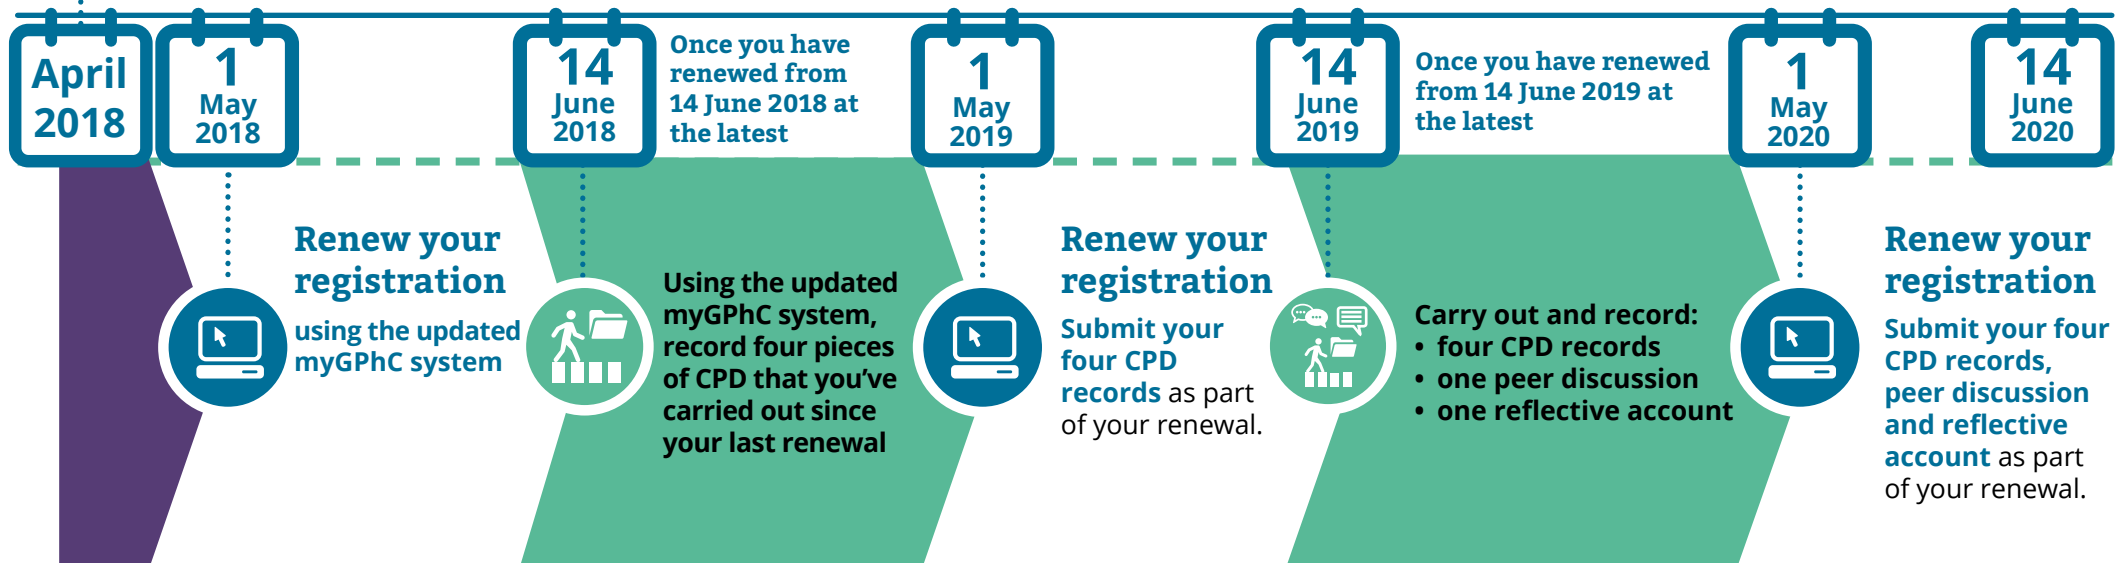 April
2018
1
May
2018
Renew your
registration
using the updated
myGPhC system
14
June
2018
Once you have
renewed from
14 June 2018 at
the latest
Using the updated
myGPhC system,
record four pieces
of CPD that you’ve
carried out since
your last renewal
1
May
2019
Renew your
registration
Submit your
four CPD
records as part
of your renewal.
14
June
2019
Once you have renewed
from 14 June 2019 at
the latest
Carry out and record:
• four CPD records
• one peer discussion
• one reflective account
1
May
2020
14
June
2020
Renew your
registration
Submit your four
CPD records,
peer discussion
and reflective
account as part
of your renewal.